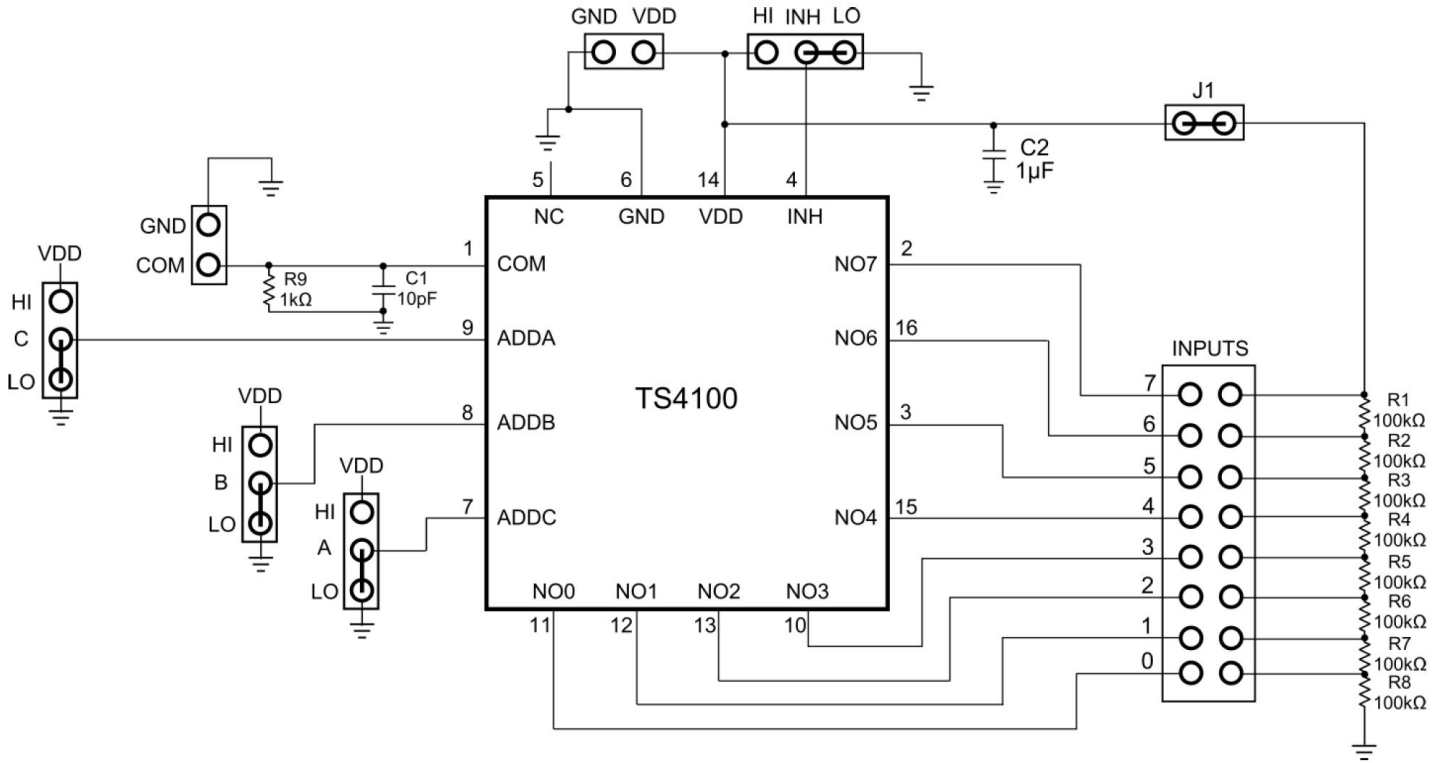 GND VDD
HI INH LO
J1
C2
1µF
5
6
14
4
NC
GND
VDD
INH
GND
COM
1
COM
R9
1kΩ
C1
10pF
VDD
HI
C
LO
9
ADDA
VDD
HI
B
LO
8
ADDB
VDD
HI
A
LO
7
ADDC
TS4100
NO7
2
NO6
16
NO5
3
NO4
15
NO0
NO1
NO2
NO3
11
12
13
10
INPUTS
7
6
5
4
3
2
1
0
R1
100kΩ
R2
100kΩ
R3
100kΩ
R4
100kΩ
R5
100kΩ
R6
100kΩ
R7
100kΩ
R8
100kΩ